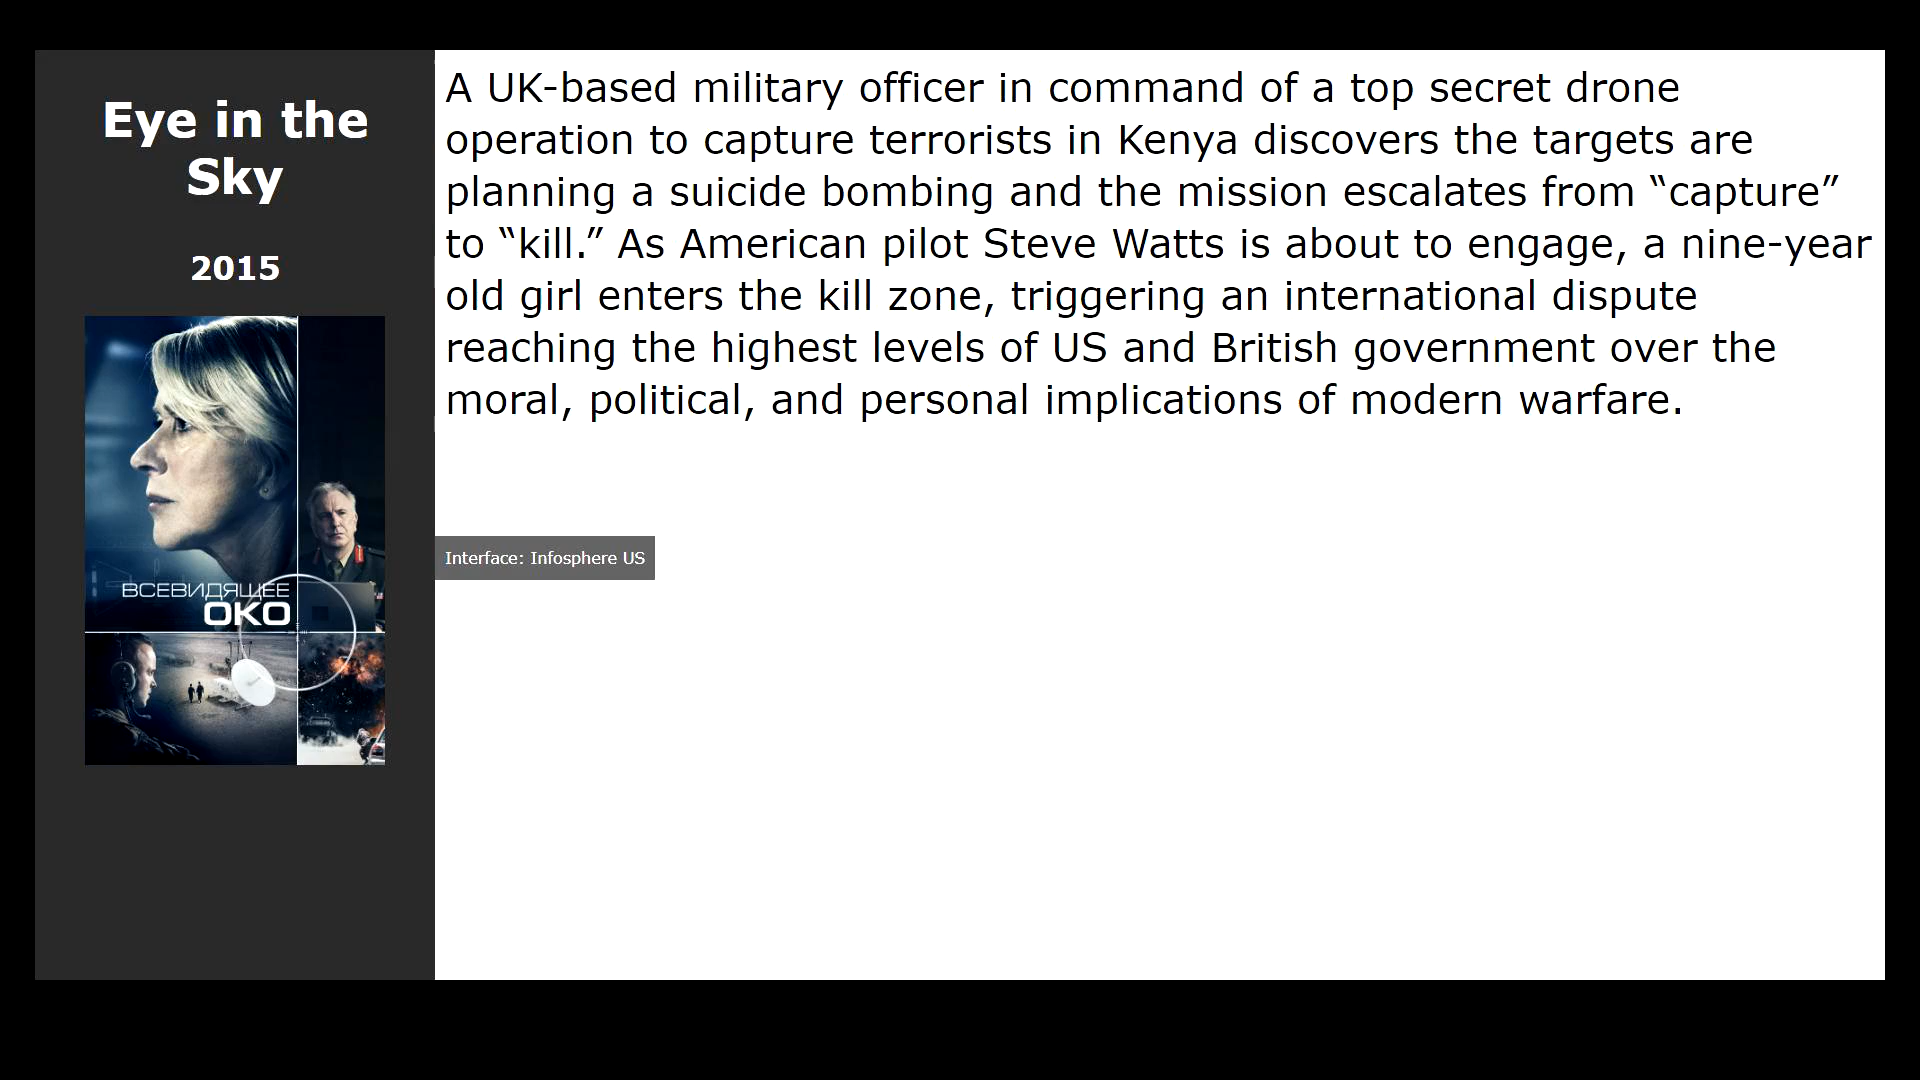 Eye in the
Sky
2015
ВСЕВИДЯЩЕЕ
ОКО
A UK-based military officer in command of a top secret drone
operation to capture terrorists in Kenya discovers the targets are
planning a suicide bombing and the mission escalates from “capture”
to “kill.” As American pilot Steve Watts is about to engage, a nine-year
old girl enters the kill zone, triggering an international dispute
reaching the highest levels of US and British government over the
moral, political, and personal implications of modern warfare.
Interface: Infosphere US